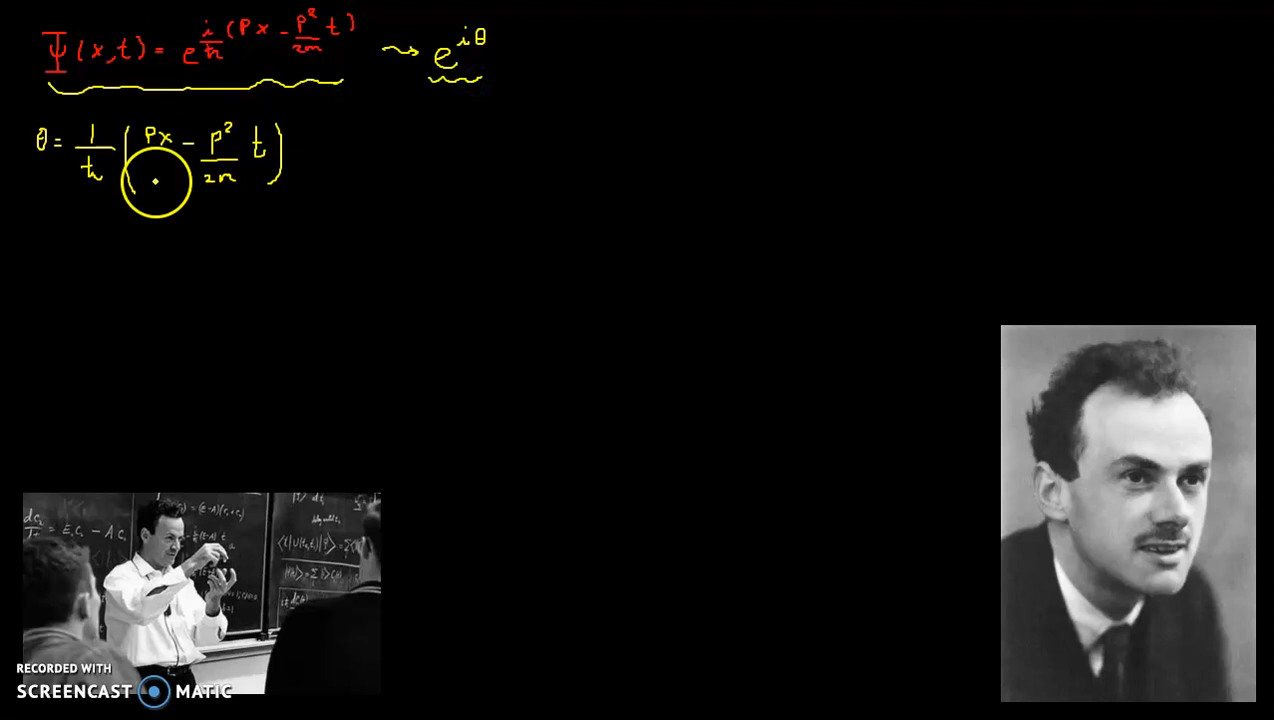 Ψ(x,t) = e^{i/ħ (Px - p²/2m t)} ⇝ e^{iθ}
θ = 1/ħ (Px - p²/2m t)
RECORDED WITH
SCREENCAST MATIC